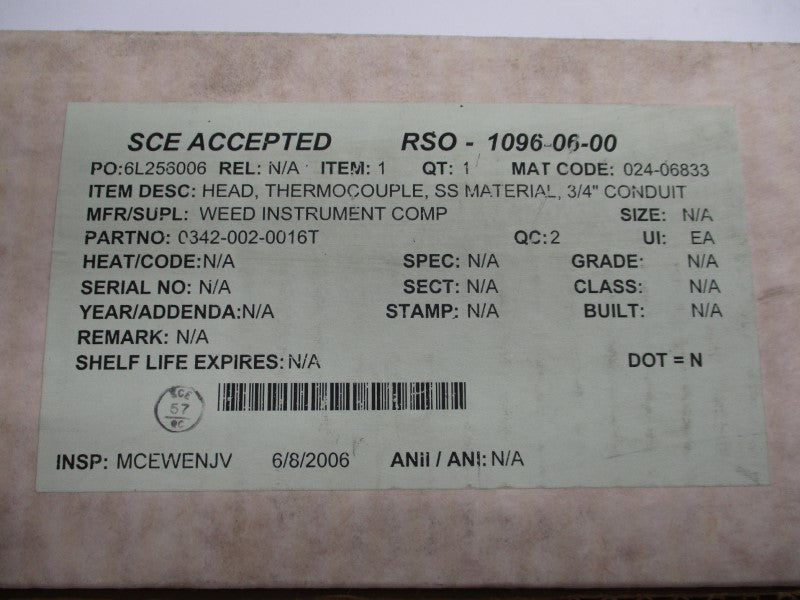 SCE ACCEPTED RSO - 1096-06-00
PO:6L256006 REL: N/A ITEM: 1 QT: 1 MAT CODE: 024-06833
ITEM DESC: HEAD, THERMOCOUPLE, SS MATERIAL, 3/4" CONDUIT
MFR/SUPL: WEED INSTRUMENT COMP SIZE: N/A
PARTNO: 0342-002-0016T QC: 2 UI: EA
HEAT/CODE: N/A SPEC: N/A GRADE: N/A
SERIAL NO: N/A SECT: N/A CLASS: N/A
YEAR/ADDENDA: N/A STAMP: N/A BUILT: N/A
REMARK: N/A
SHELF LIFE EXPIRES: N/A DOT = N
SCE
57
QC
INSP: MCEWENJV 6/8/2006 ANII / ANI: N/A